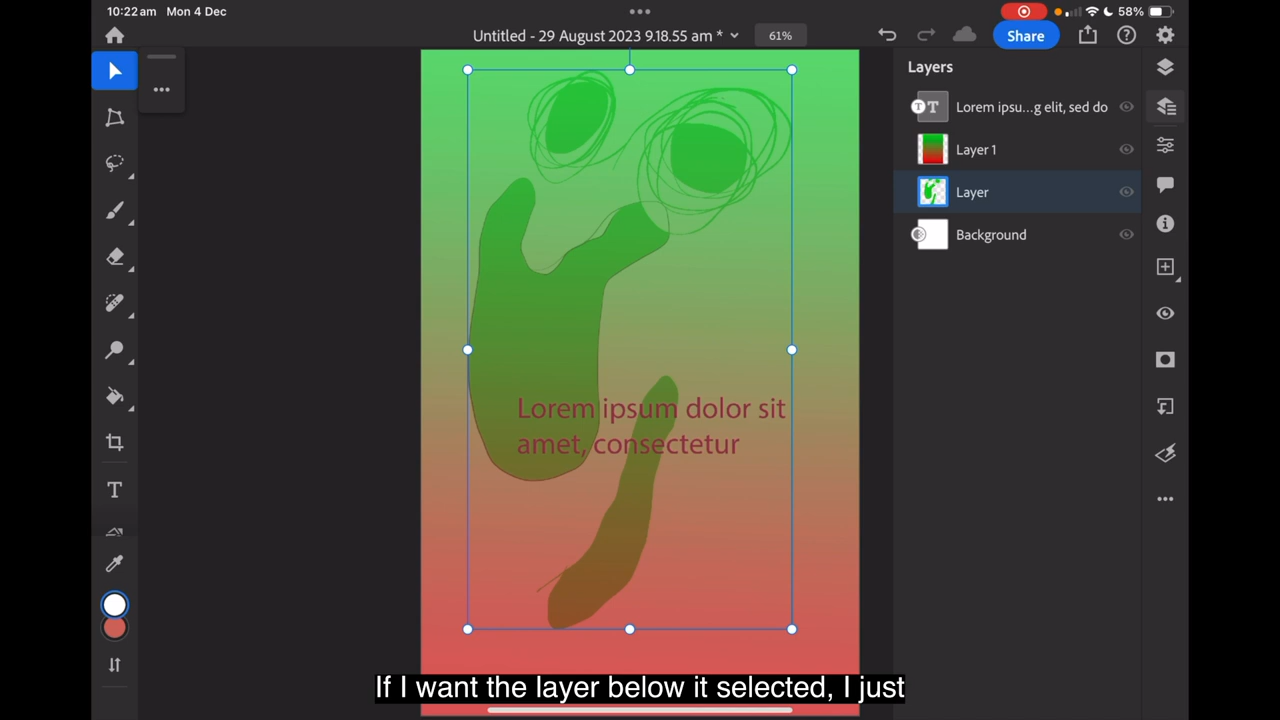 10:22am Mon 4 Dec
58%
Untitled - 29 August 2023 9.18.55 am *
61%
Share
Layers
T T Lorem ipsu...g elit, sed do
Layer 1
Layer
Background
T
Lorem ipsum dolor sit
amet, consectetur
If I want the layer below it selected, I just